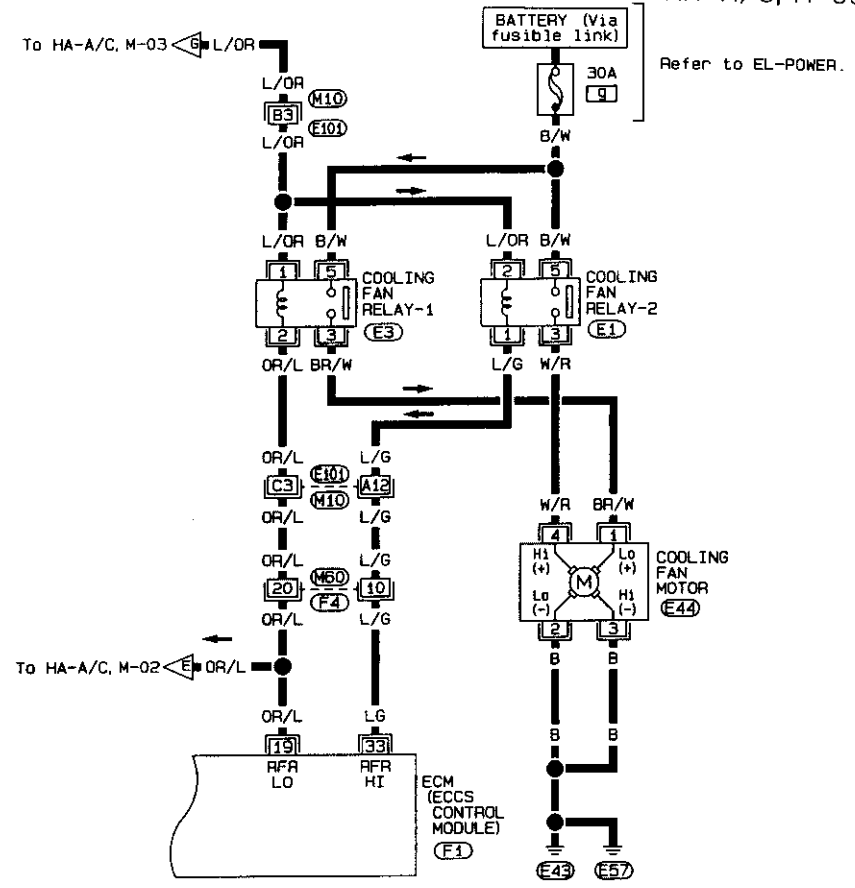 BATTERY (Via
fusible link)
To HA-A/C, M-03
G
L/OR
30A
9
Refer to EL-POWER.
L/OR
M10
B3
E101
L/OR
B/W
L/OR B/W
L/OR B/W
1 5
2 5
COOLING
FAN
RELAY-1
E3
COOLING
FAN
RELAY-2
E1
2 3
1 3
OR/L BR/W
L/G W/R
OR/L
E101
L/G
C3
M10
A12
OR/L
L/G
W/R BR/W
OR/L
M60
L/G
20
F4
10
OR/L
L/G
4 1
Hi
(+)
Lo
(+)
M
Lo
(-)
Hi
(-)
COOLING
FAN
MOTOR
E44
2 3
B B
To HA-A/C, M-02
E
OR/L
OR/L
LG
B B
19
33
RFR
LO
RFR
HI
ECM
(ECCS
CONTROL
MODULE)
F1
E43 E57